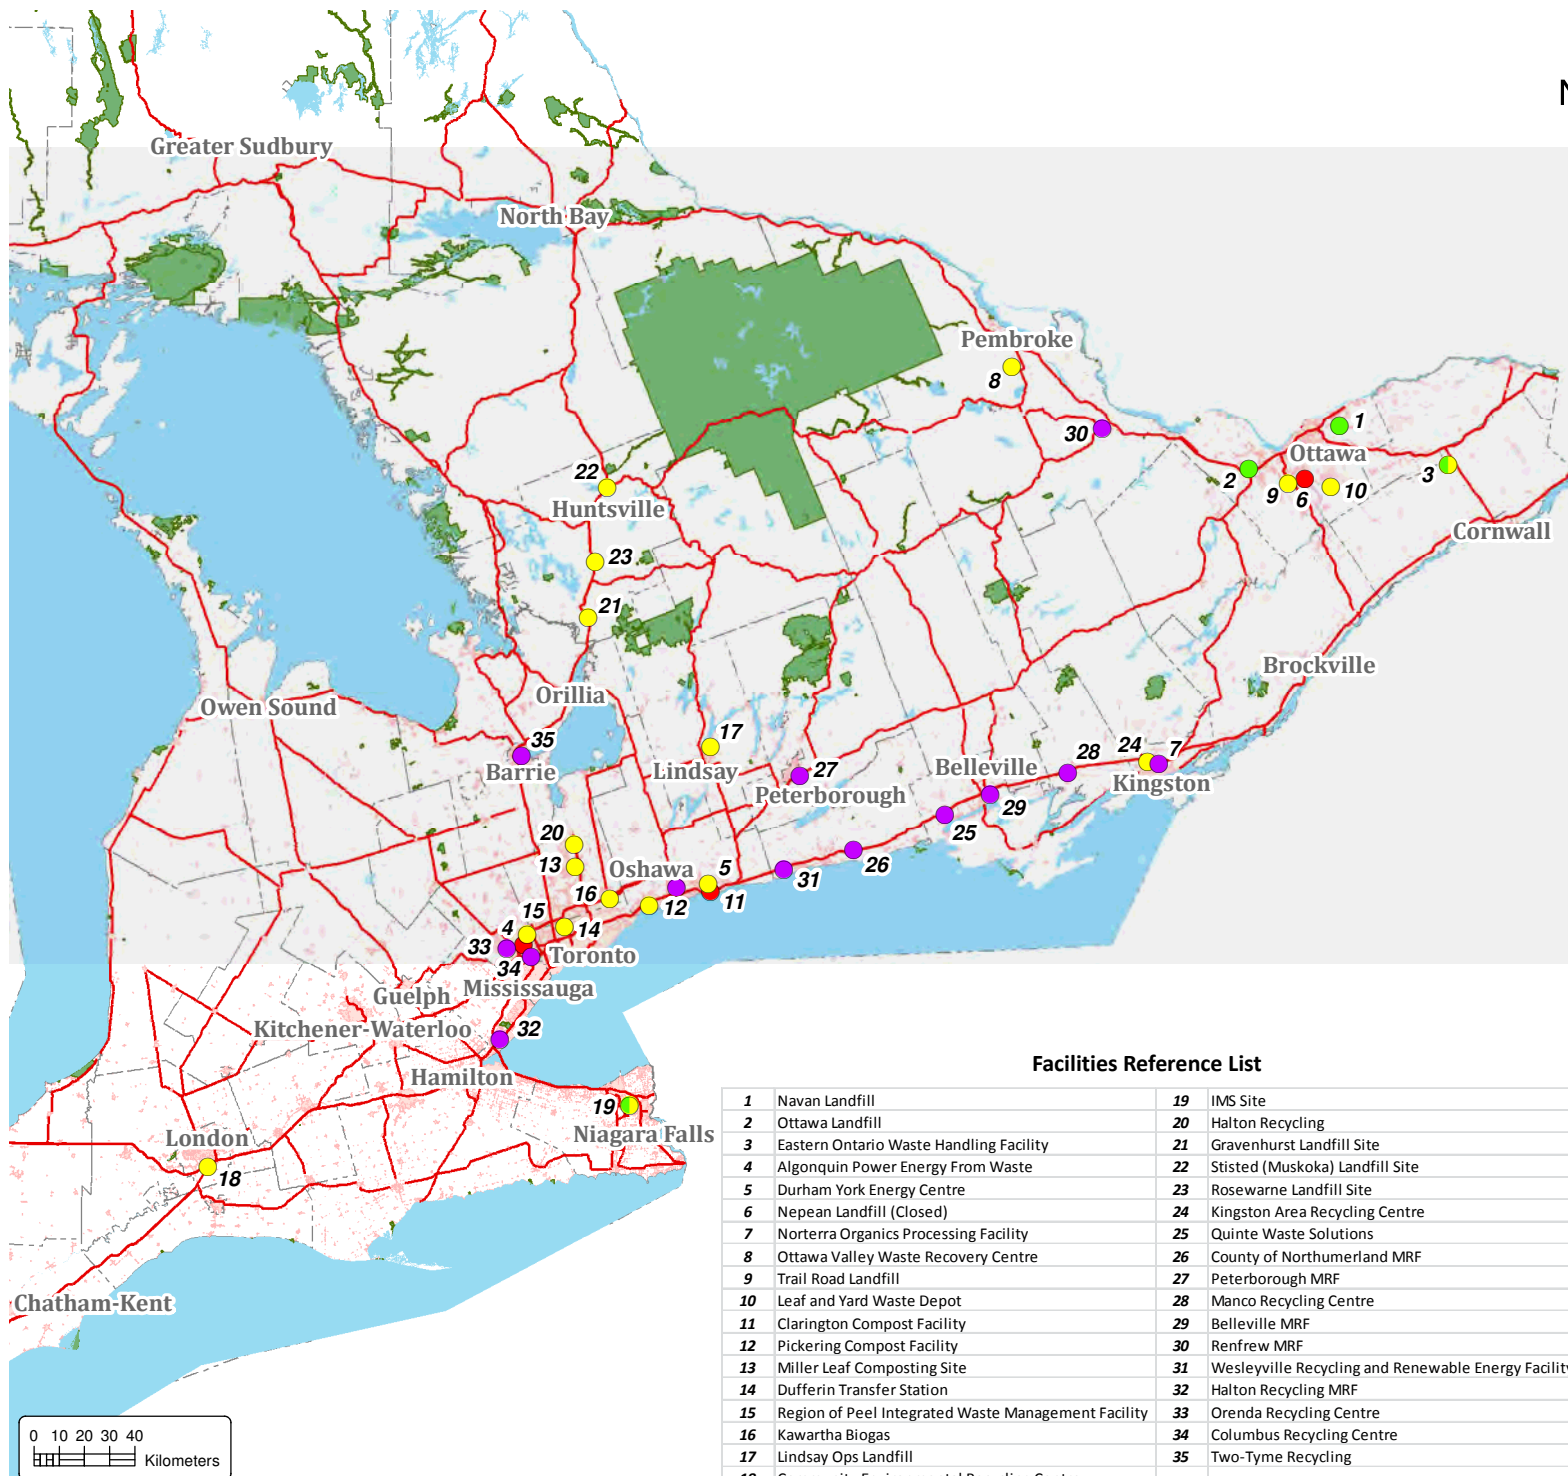 N
Greater Sudbury
North Bay
Pembroke
8
30
1
Ottawa
2
9
6
10
3
Cornwall
22
Huntsville
23
21
Brockville
Orillia
Owen Sound
35
Barrie
17
Lindsay
27
Peterborough
Belleville
28
24
7
Kingston
29
25
26
31
20
13
Oshawa
5
16
12
11
15
14
4
33
Toronto
34
Mississauga
Guelph
Kitchener-Waterloo
32
Hamilton
19
Niagara Falls
London
18
Chatham-Kent
0 10 20 30 40
Kilometers
Facilities Reference List
1 Navan Landfill 19 IMS Site
2 Ottawa Landfill 20 Halton Recycling
3 Eastern Ontario Waste Handling Facility 21 Gravenhurst Landfill Site
4 Algonquin Power Energy From Waste 22 Stisted (Muskoka) Landfill Site
5 Durham York Energy Centre 23 Rosewarne Landfill Site
6 Nepean Landfill (Closed) 24 Kingston Area Recycling Centre
7 Norterra Organics Processing Facility 25 Quinte Waste Solutions
8 Ottawa Valley Waste Recovery Centre 26 County of Northumerland MRF
9 Trail Road Landfill 27 Peterborough MRF
10 Leaf and Yard Waste Depot 28 Manco Recycling Centre
11 Clarington Compost Facility 29 Belleville MRF
12 Pickering Compost Facility 30 Renfrew MRF
13 Miller Leaf Composting Site 31 Wesleyville Recycling and Renewable Energy Facility
14 Dufferin Transfer Station 32 Halton Recycling MRF
15 Region of Peel Integrated Waste Management Facility 33 Orenda Recycling Centre
16 Kawartha Biogas 34 Columbus Recycling Centre
17 Lindsay Ops Landfill 35 Two-Tyme Recycling